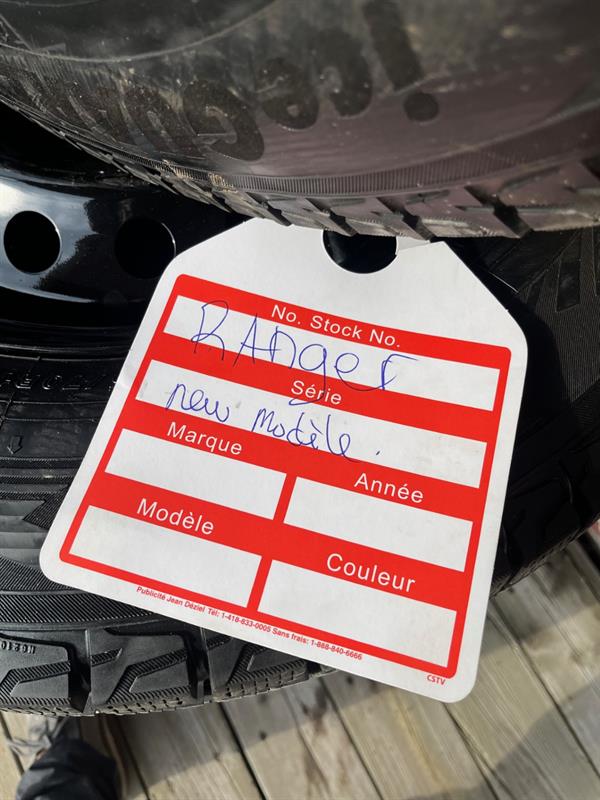 No. Stock No.
RAnger
Série
new modèle.
Marque
Année
Modèle
Couleur
Publicité Jean Déziel Tél: 1-418-833-0005 Sans frais: 1-888-840-6666
CSTV